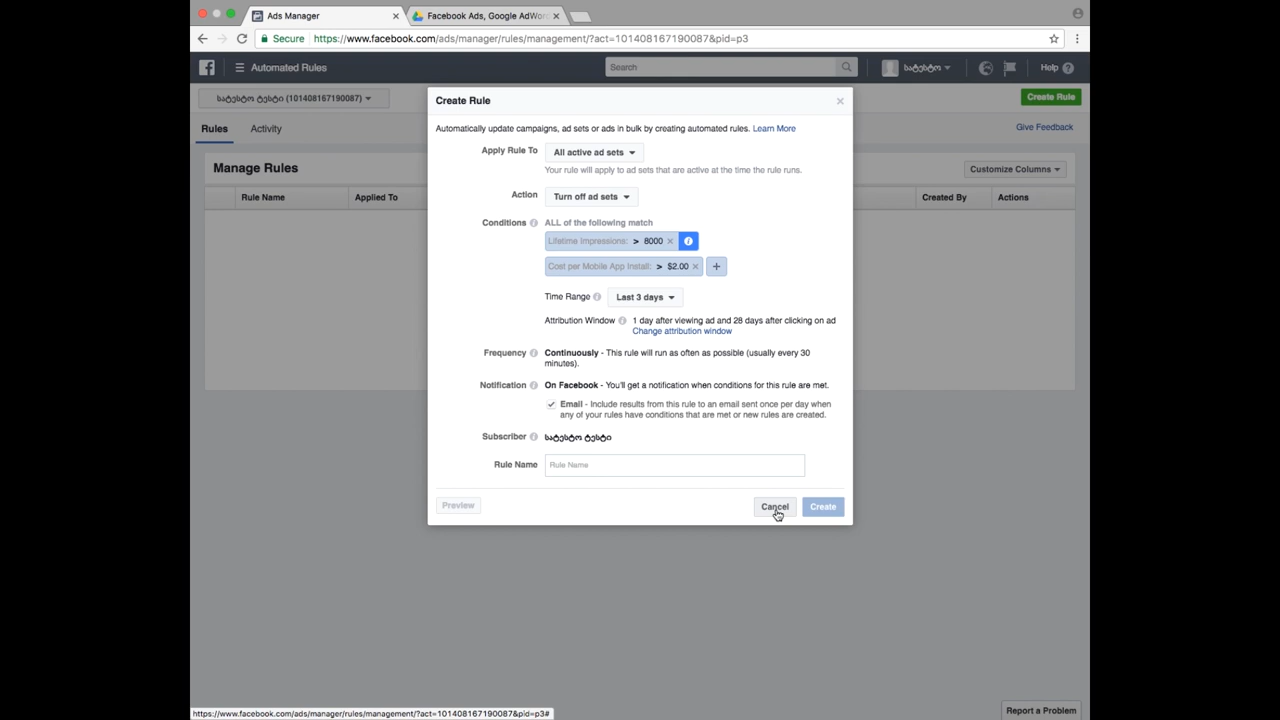 Ads Manager
Facebook Ads, Google AdWor
Secure https://www.facebook.com/ads/manager/rules/management/?act=101408167190087&pid=p3
Automated Rules
Search
სატესტო
Help
სატესტო ტესტი (101408167190087)
Create Rule
Rules
Activity
Give Feedback
Manage Rules
Customize Columns
Rule Name
Applied To
Created By
Actions
Create Rule
Automatically update campaigns, ad sets or ads in bulk by creating automated rules. Learn More
Apply Rule To
All active ad sets
Your rule will apply to ad sets that are active at the time the rule runs.
Action
Turn off ad sets
Conditions
ALL of the following match
Lifetime Impressions: > 8000
Cost per Mobile App Install: > $2.00
Time Range
Last 3 days
Attribution Window
1 day after viewing ad and 28 days after clicking on ad
Change attribution window
Frequency
Continuously - This rule will run as often as possible (usually every 30
minutes).
Notification
On Facebook - You'll get a notification when conditions for this rule are met.
Email - Include results from this rule to an email sent once per day when
any of your rules have conditions that are met or new rules are created.
Subscriber
სატესტო ტესტი
Rule Name
Rule Name
Preview
Cancel
Create
https://www.facebook.com/ads/manager/rules/management/?act=101408167190087&pid=p3#
Report a Problem